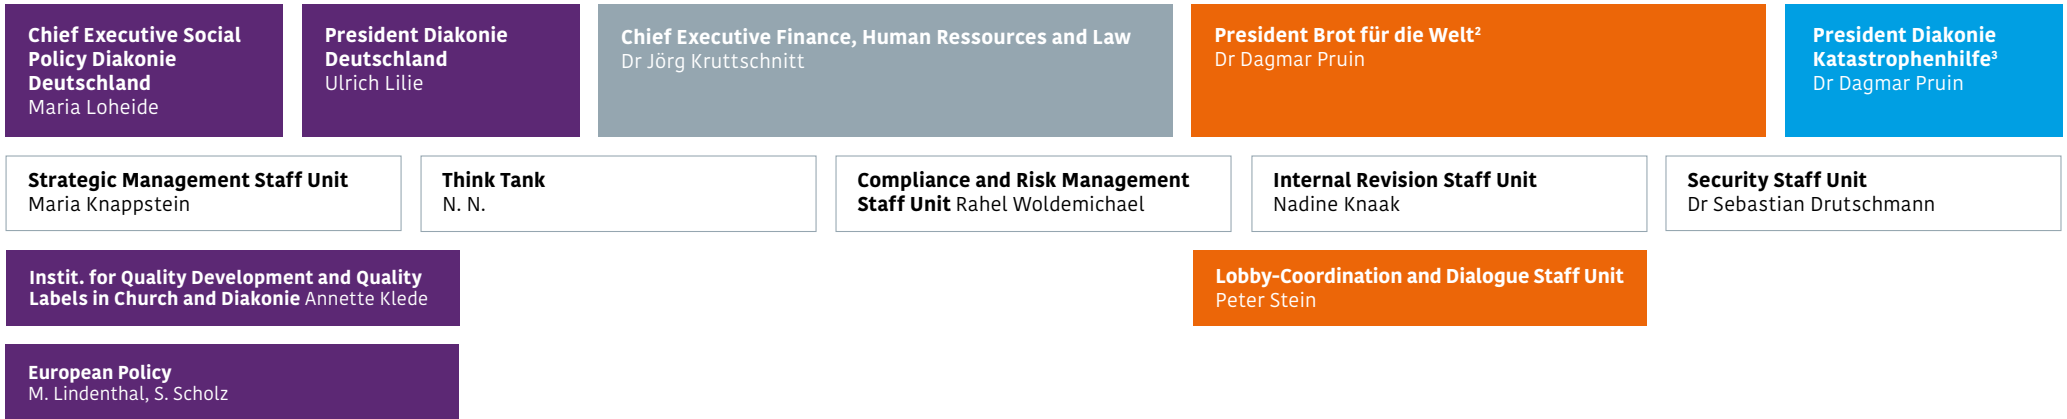 Chief Executive Social
Policy Diakonie
Deutschland
Maria Loheide
President Diakonie
Deutschland
Ulrich Lilie
Chief Executive Finance, Human Ressources and Law
Dr Jörg Kruttschnitt
President Brot für die Welt²
Dr Dagmar Pruin
President Diakonie
Katastrophenhilfe³
Dr Dagmar Pruin
Strategic Management Staff Unit
Maria Knappstein
Think Tank
N. N.
Compliance and Risk Management
Staff Unit Rahel Woldemichael
Internal Revision Staff Unit
Nadine Knaak
Security Staff Unit
Dr Sebastian Drutschmann
Instit. for Quality Development and Quality
Labels in Church and Diakonie Annette Klede
Lobby-Coordination and Dialogue Staff Unit
Peter Stein
European Policy
M. Lindenthal, S. Scholz